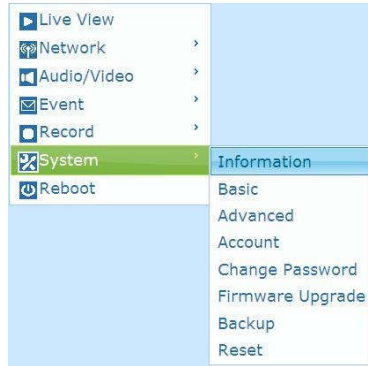 Live View
Network
Audio/Video
Event
Record
System
Reboot
Information
Basic
Advanced
Account
Change Password
Firmware Upgrade
Backup
Reset